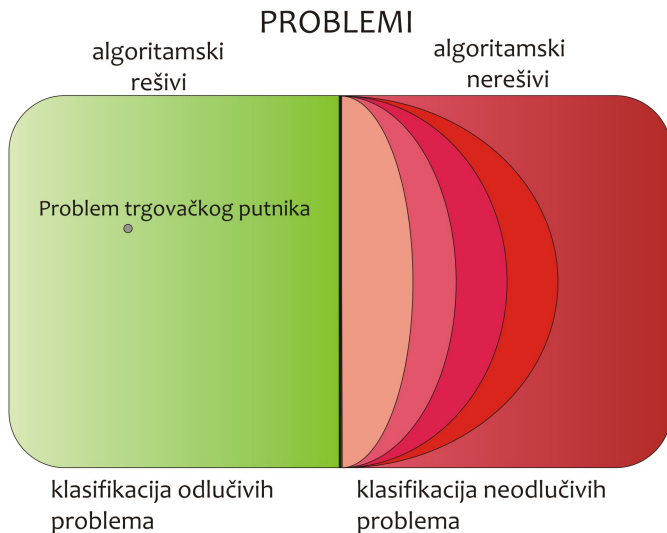 PROBLEMI
algoritamski
rešivi
algoritamski
nerešivi
Problem trgovačkog putnika
klasifikacija odlučivih
problema
klasifikacija neodlučivih
problema